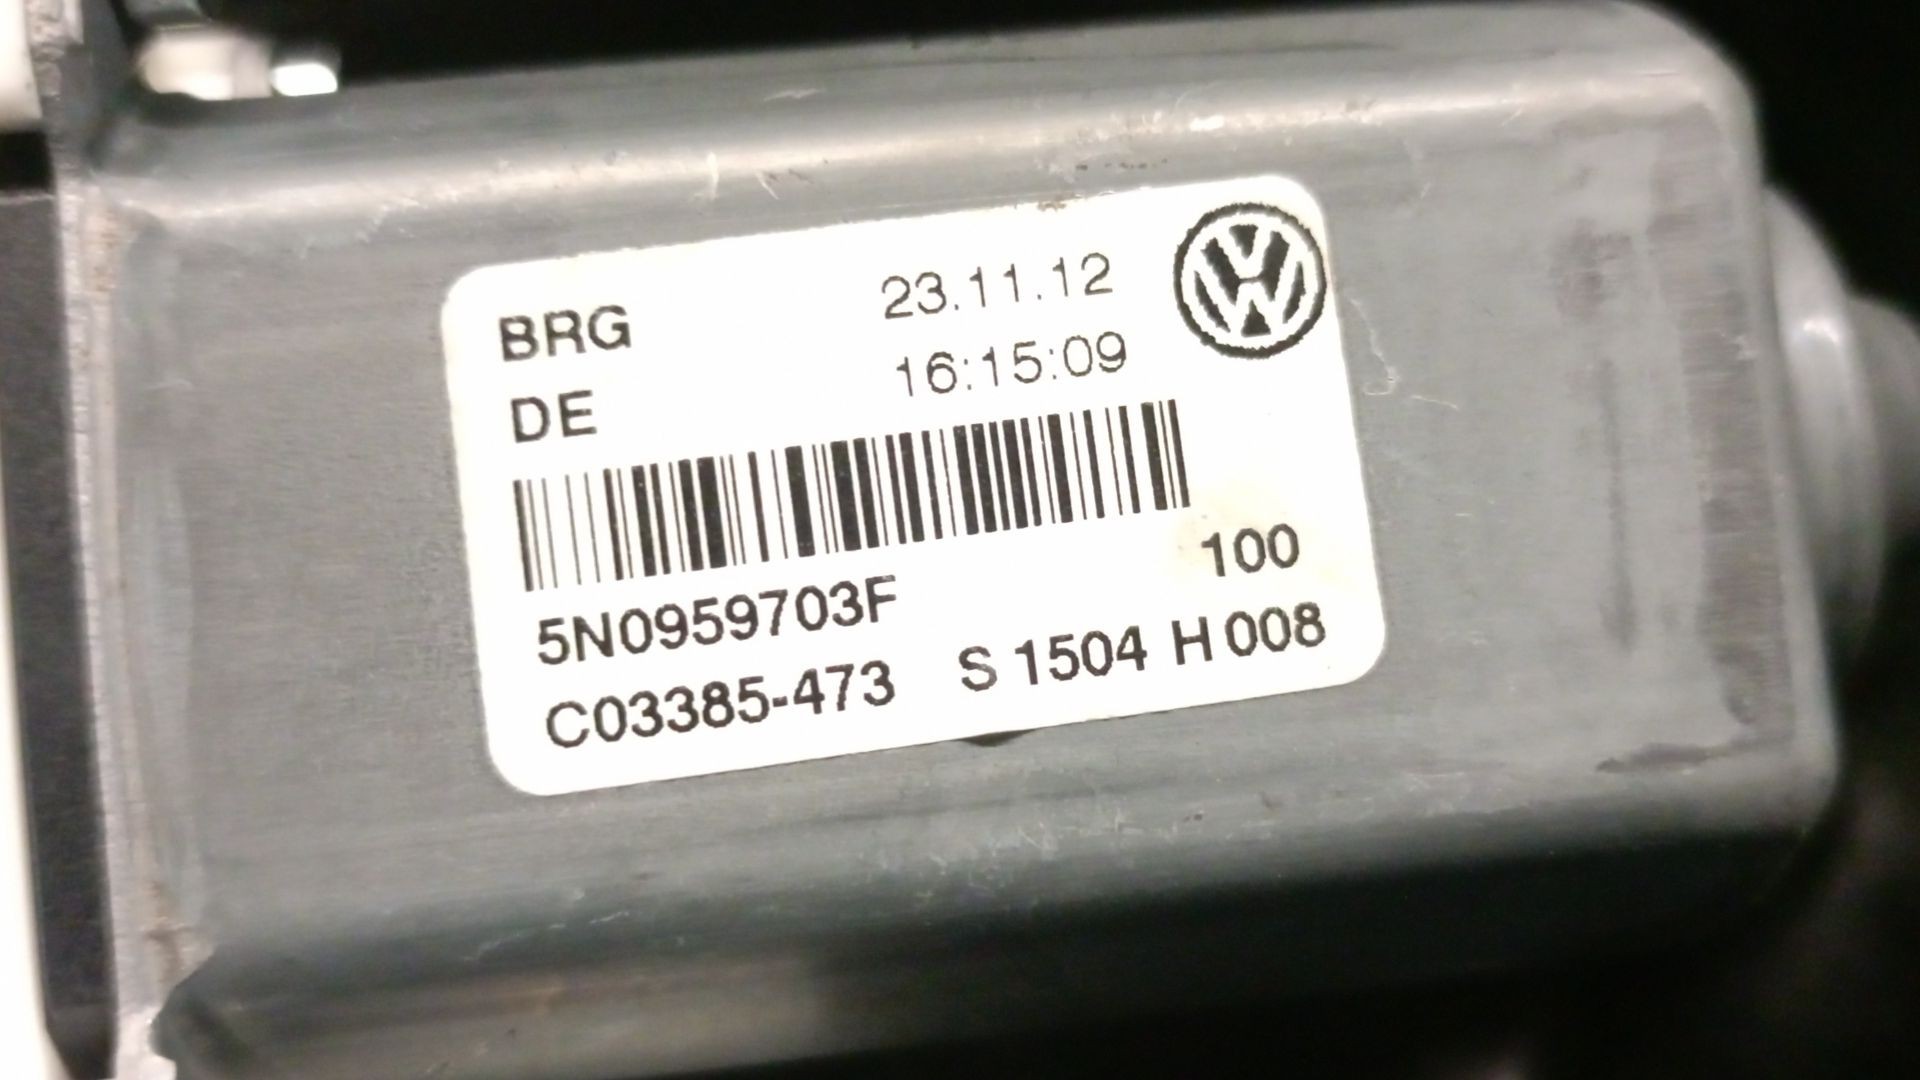 BRG 23.11.12
DE 16:15:09
100
5N0959703F
C03385-473 S 1504 H 008